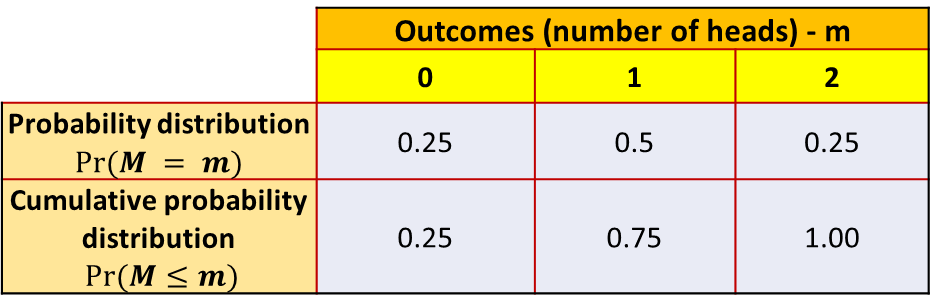 Outcomes (number of heads) - m
0 1 2
Probability distribution
Pr(M = m)
0.25 0.5 0.25
Cumulative probability
distribution
Pr(M ≤ m)
0.25 0.75 1.00